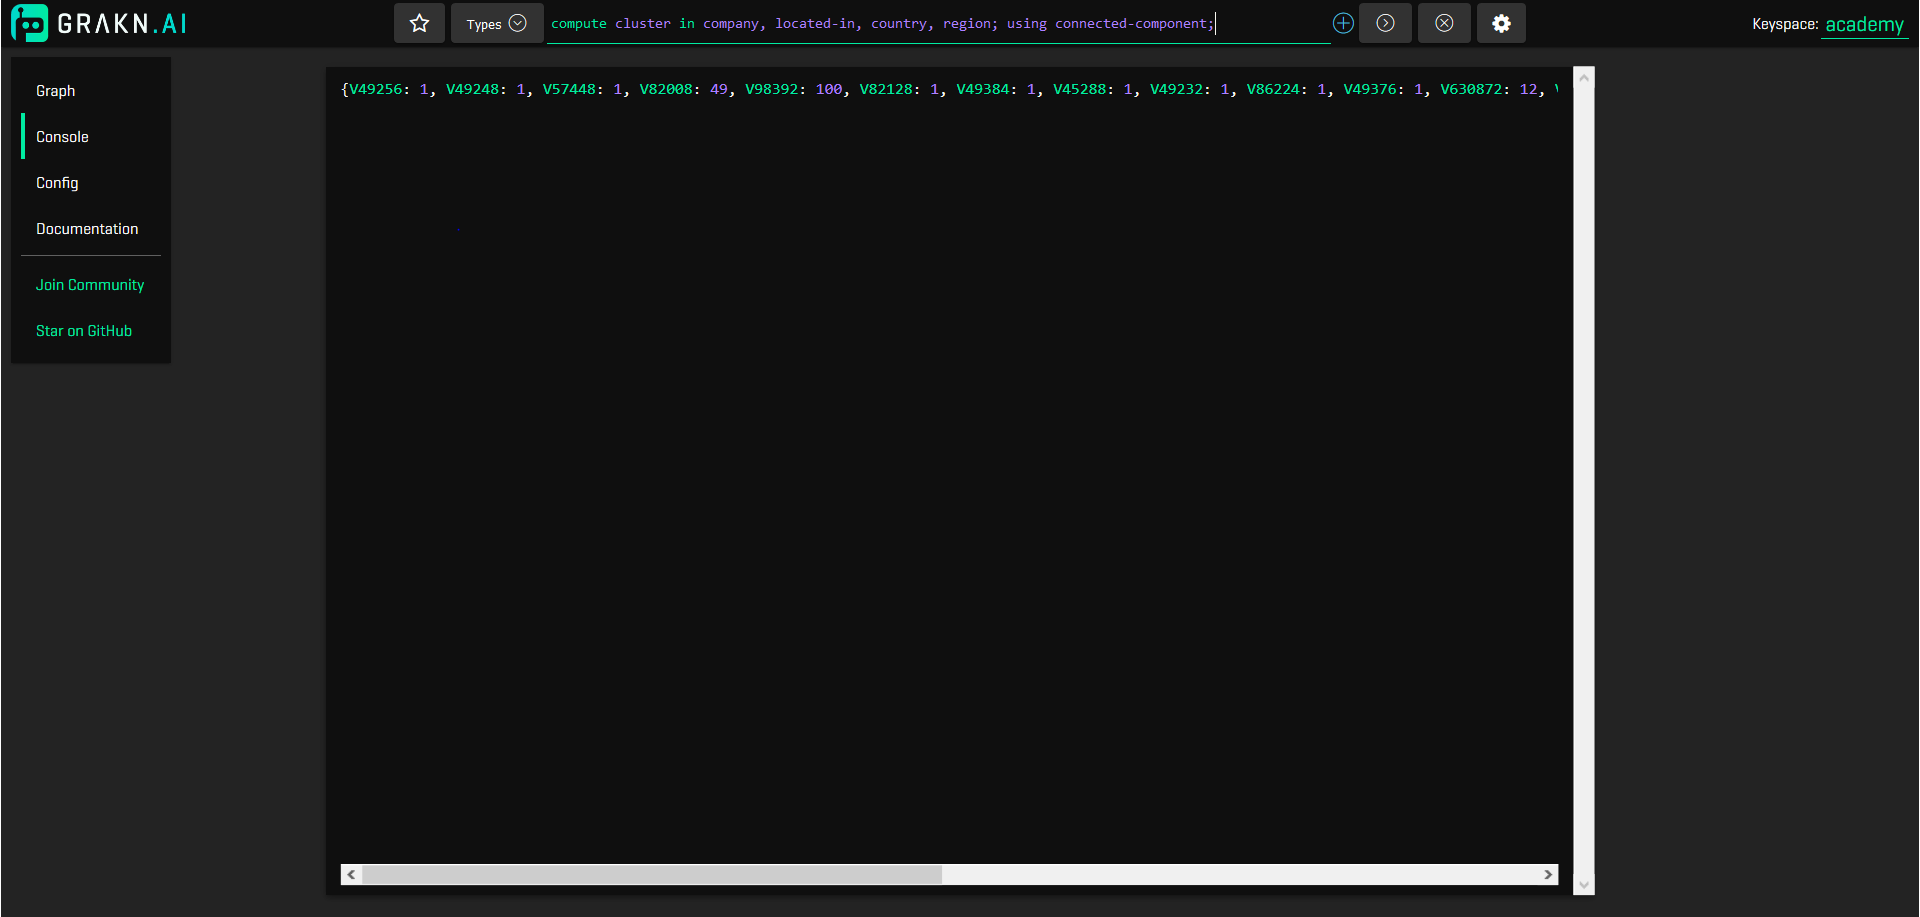 GRAKN.AI
Types
compute cluster in company, located-in, country, region; using connected-component;
Keyspace: academy
Graph
Console
Config
Documentation
Join Community
Star on GitHub
{V49256: 1, V49248: 1, V57448: 1, V82008: 49, V98392: 100, V82128: 1, V49384: 1, V45288: 1, V49232: 1, V86224: 1, V49376: 1, V630872: 12,